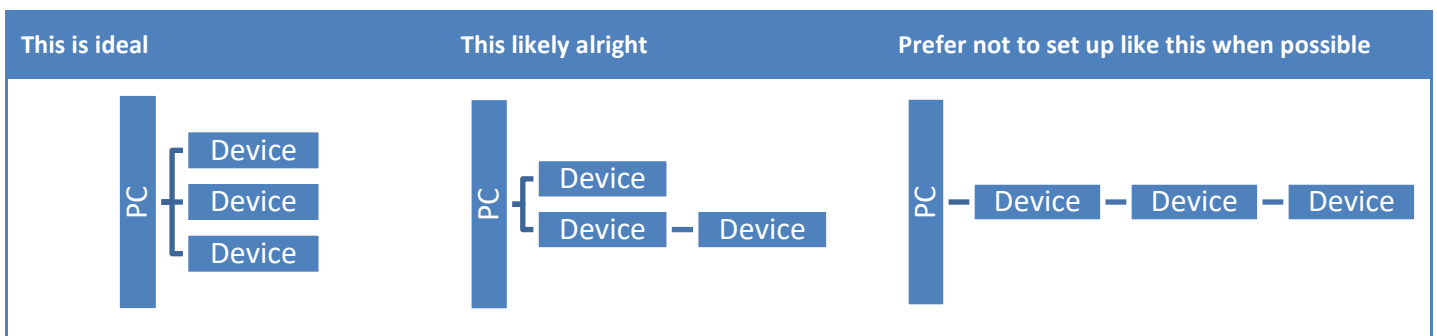 This is ideal
This likely alright
Prefer not to set up like this when possible
PC
Device
Device
Device
PC
Device
Device
Device
PC
Device
Device
Device